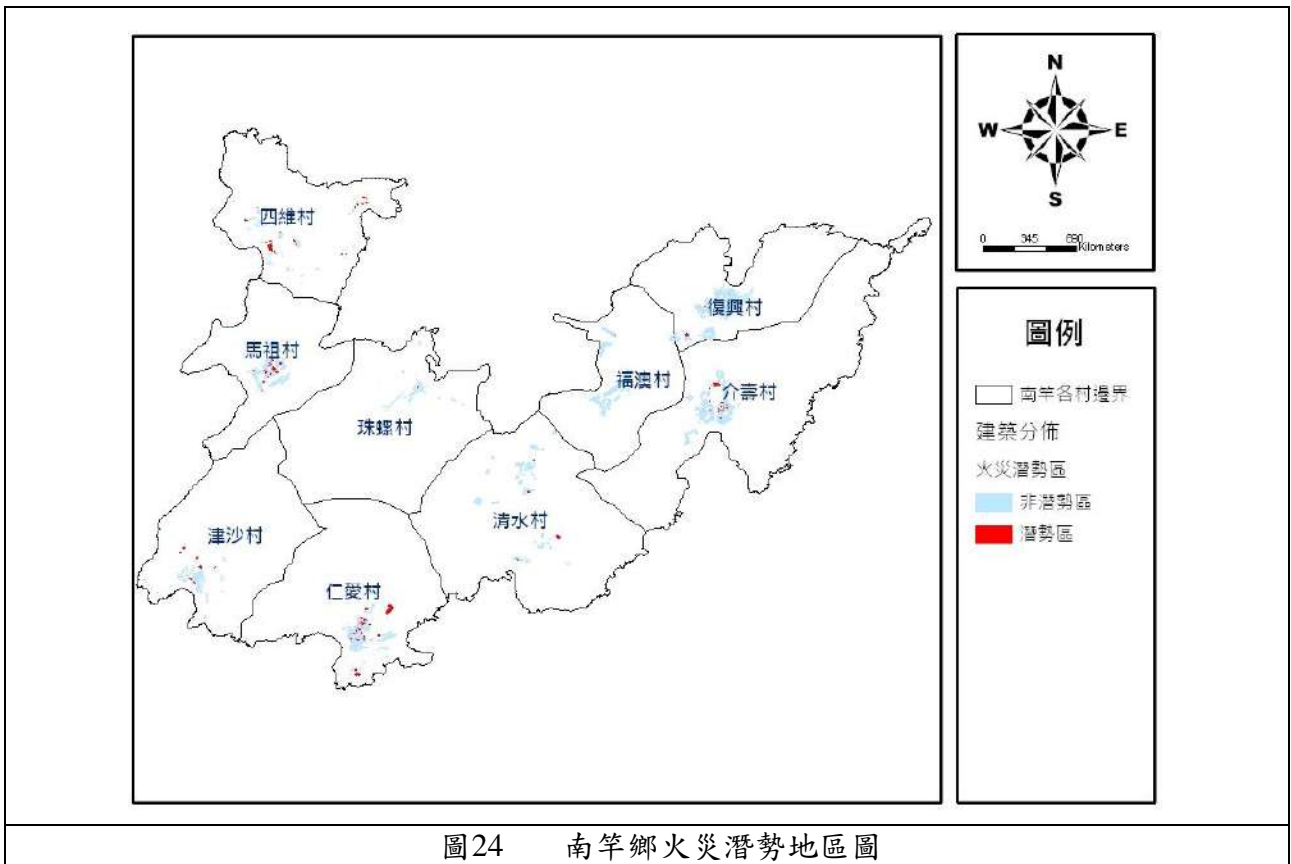 N
W E
S
0 345 690
Kilometers
四維村
復興村
馬祖村
福澳村
介壽村
珠螺村
清水村
津沙村
仁愛村
圖例
南竿各村邊界
建築分佈
火災潛勢區
非潛勢區
潛勢區
圖24 南竿鄉火災潛勢地區圖